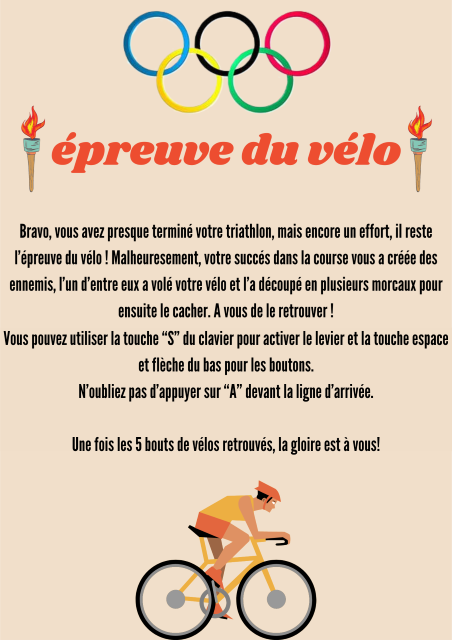 épreuve du vélo
Bravo, vous avez presque terminé votre triathlon, mais encore un effort, il reste
l'épreuve du vélo ! Malheuresement, votre succés dans la course vous a créée des
ennemis, l'un d'entre eux a volé votre vélo et l'a découpé en plusieurs morcaux pour
ensuite le cacher. A vous de le retrouver !
Vous pouvez utiliser la touche “S” du clavier pour activer le levier et la touche espace
et flèche du bas pour les boutons.
N'oubliez pas d'appuyer sur “A” devant la ligne d'arrivée.
Une fois les 5 bouts de vélos retrouvés, la gloire est à vous!